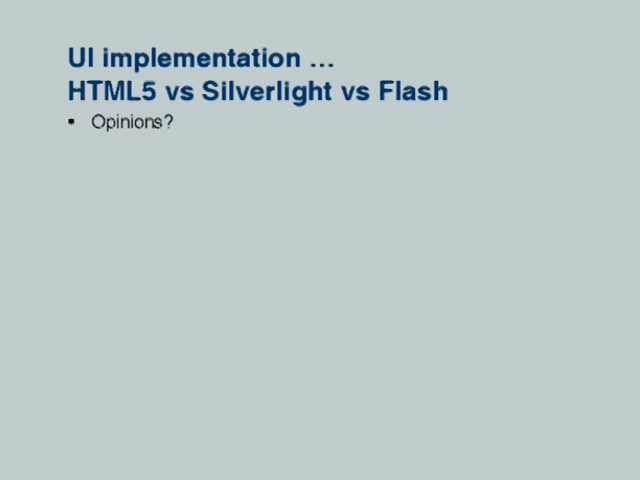 UI implementation …
HTML5 vs Silverlight vs Flash
• Opinions?